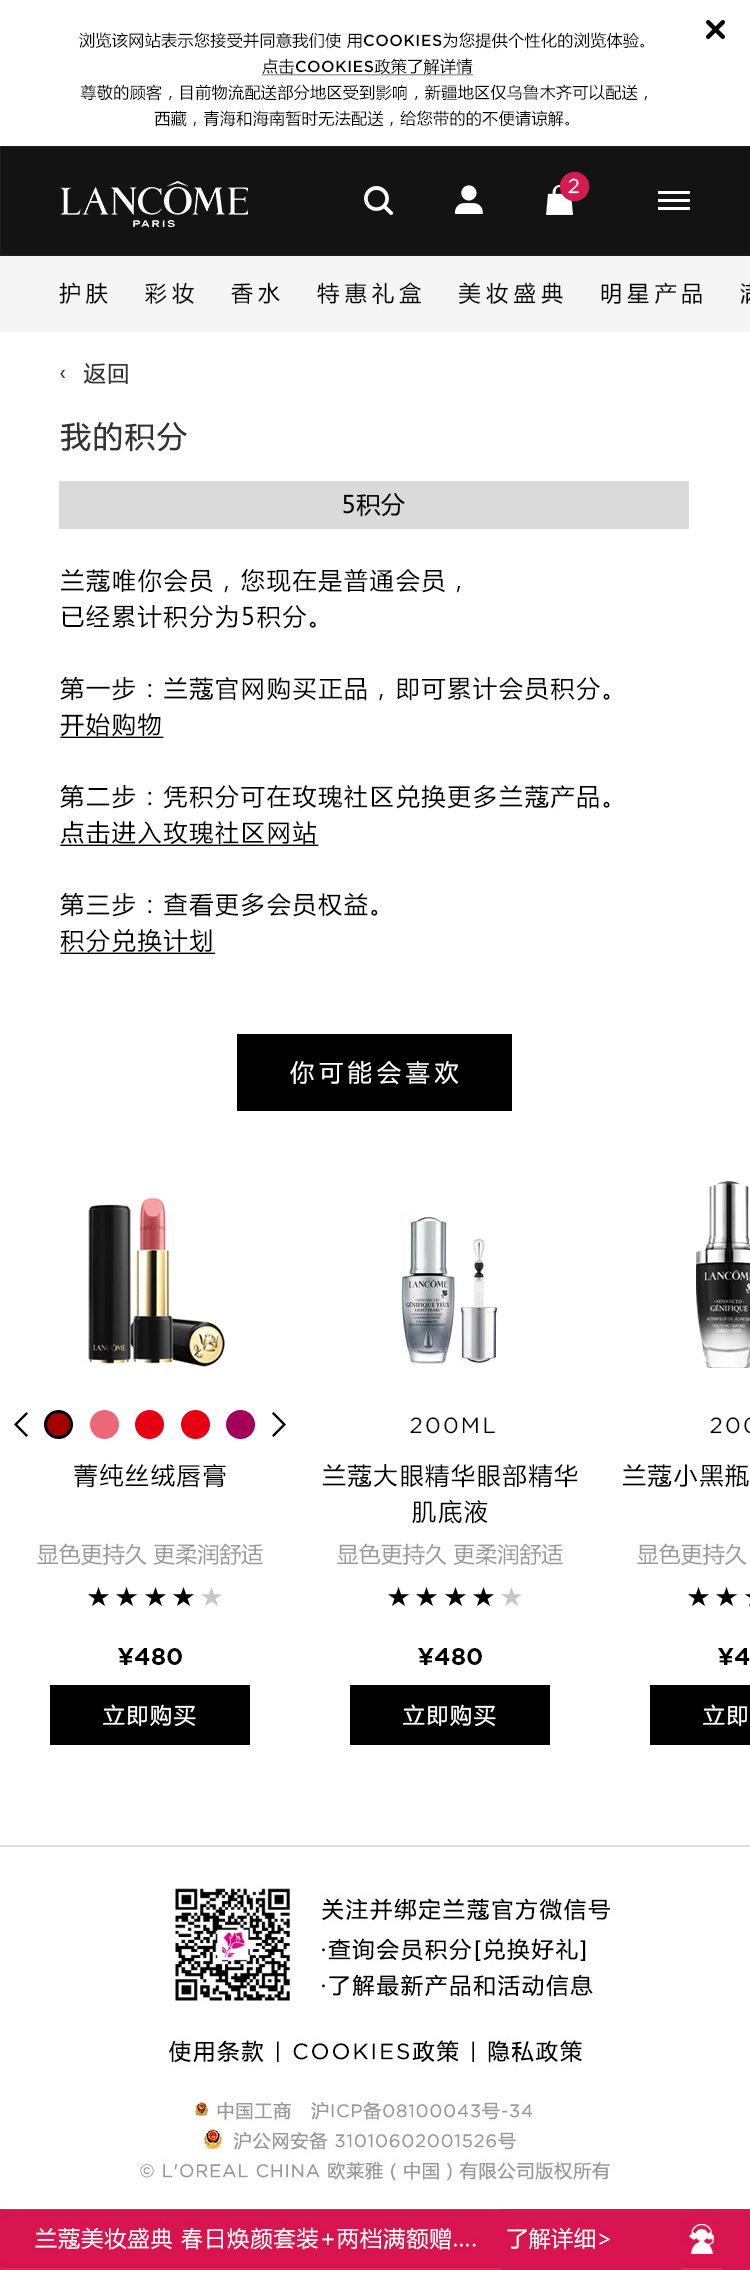 浏览该网站表示您接受并同意我们使 用COOKIES为您提供个性化的浏览体验。
点击COOKIES政策了解详情
尊敬的顾客，目前物流配送部分地区受到影响，新疆地区仅乌鲁木齐可以配送，
西藏，青海和海南暂时无法配送，给您带的的不便请谅解。
LANCÔME
PARIS
2
护肤 彩妆 香水 特惠礼盒 美妆盛典 明星产品
‹ 返回
我的积分
5积分
兰蔻唯你会员，您现在是普通会员，
已经累计积分为5积分。
第一步：兰蔻官网购买正品，即可累计会员积分。
开始购物
第二步：凭积分可在玫瑰社区兑换更多兰蔻产品。
点击进入玫瑰社区网站
第三步：查看更多会员权益。
积分兑换计划
你可能会喜欢
LANCÔME
LANCÔME
ADVANCED
GÉNIFIQUE YEUX
LIGHT-PEARL
LANCÔM
ADVANCED
GÉNIFIQUE
200ML
200
菁纯丝绒唇膏
兰蔻大眼精华眼部精华
肌底液
兰蔻小黑瓶
显色更持久 更柔润舒适
显色更持久 更柔润舒适
显色更持久
★★★★★
★★★★★
★★
¥480
¥480
¥4
立即购买
立即购买
立即
关注并绑定兰蔻官方微信号
·查询会员积分[兑换好礼]
·了解最新产品和活动信息
使用条款 | COOKIES政策 | 隐私政策
中国工商 沪ICP备08100043号-34
沪公网安备 31010602001526号
© L'OREAL CHINA 欧莱雅（中国）有限公司版权所有
兰蔻美妆盛典 春日焕颜套装+两档满额赠.... 了解详细>